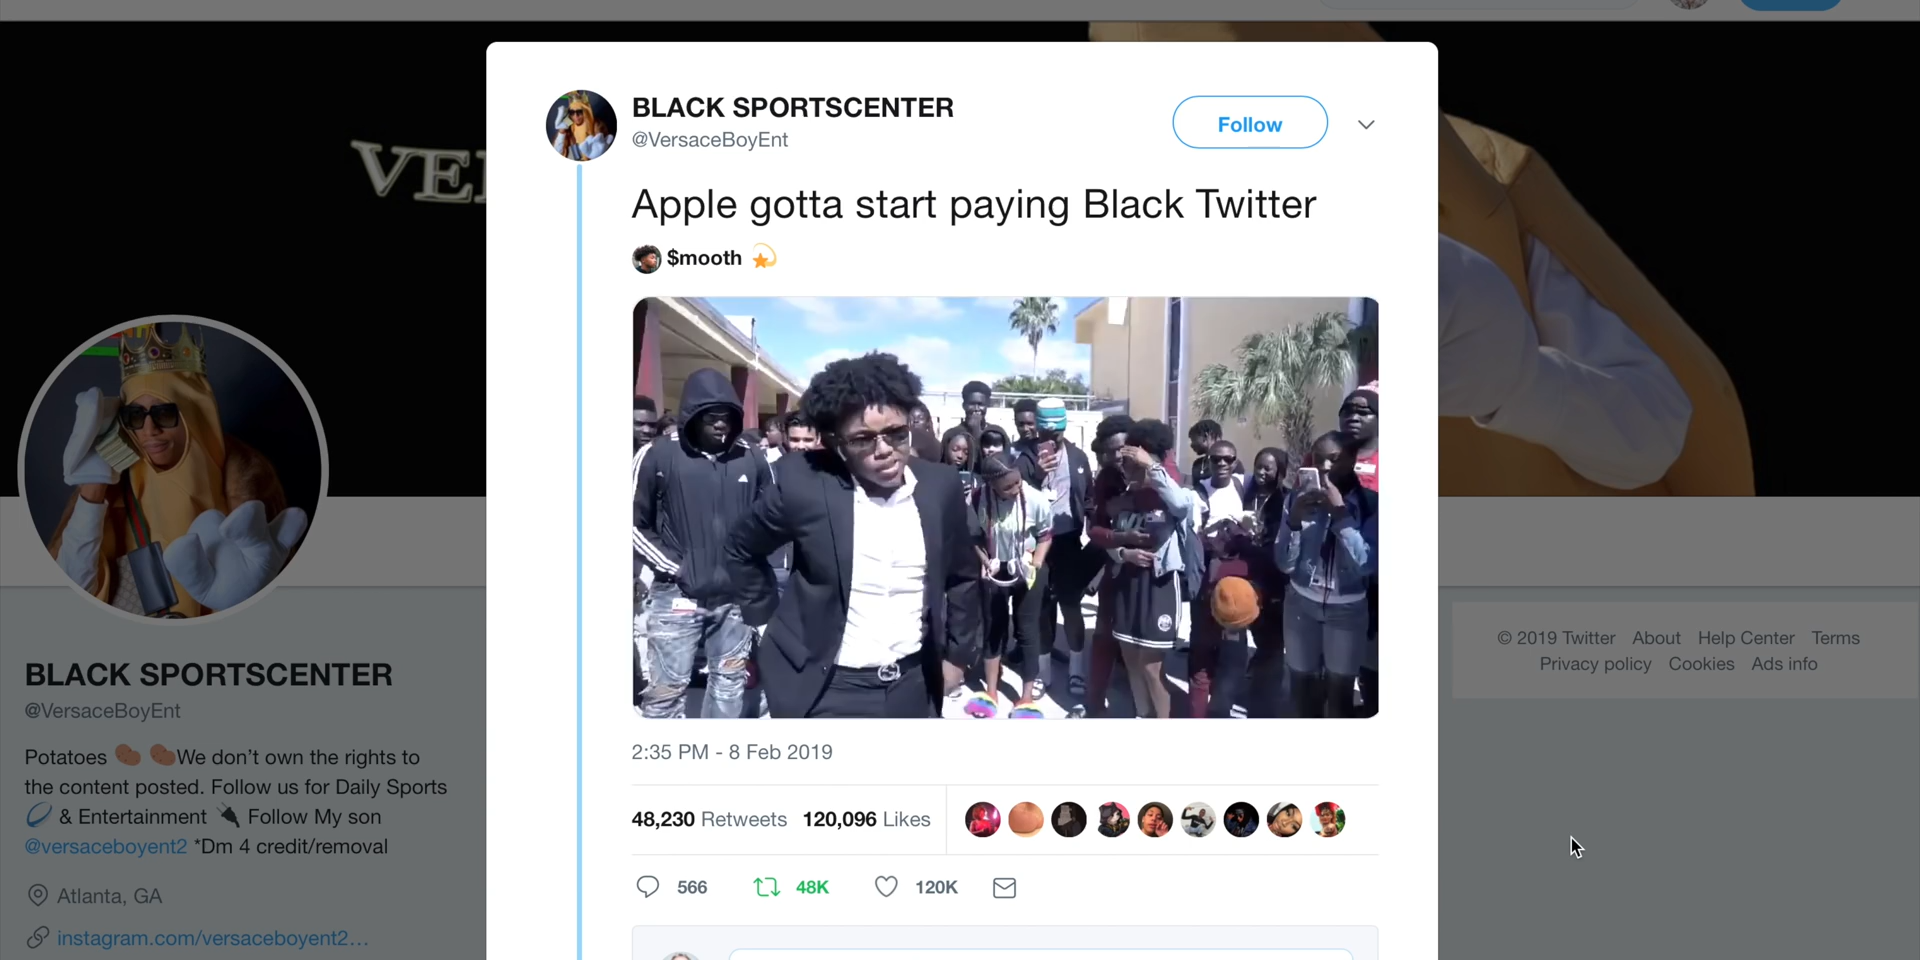 VE
BLACK SPORTSCENTER
@VersaceBoyEnt
Follow
Apple gotta start paying Black Twitter
$mooth 💫
2:35 PM - 8 Feb 2019
48,230 Retweets 120,096 Likes
566 48K 120K
BLACK SPORTSCENTER
@VersaceBoyEnt
Potatoes 🥔 🥔We don’t own the rights to
the content posted. Follow us for Daily Sports
🏉 & Entertainment 🔌 Follow My son
@versaceboyent2 *Dm 4 credit/removal
Atlanta, GA
instagram.com/versaceboyent2…
© 2019 Twitter About Help Center Terms
Privacy policy Cookies Ads info